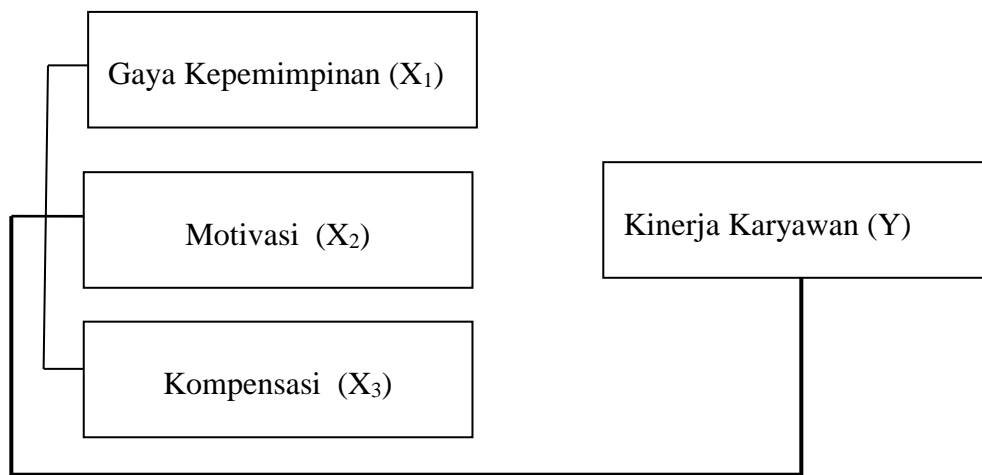 Gaya Kepemimpinan (X₁)
Motivasi (X₂)
Kinerja Karyawan (Y)
Kompensasi (X₃)